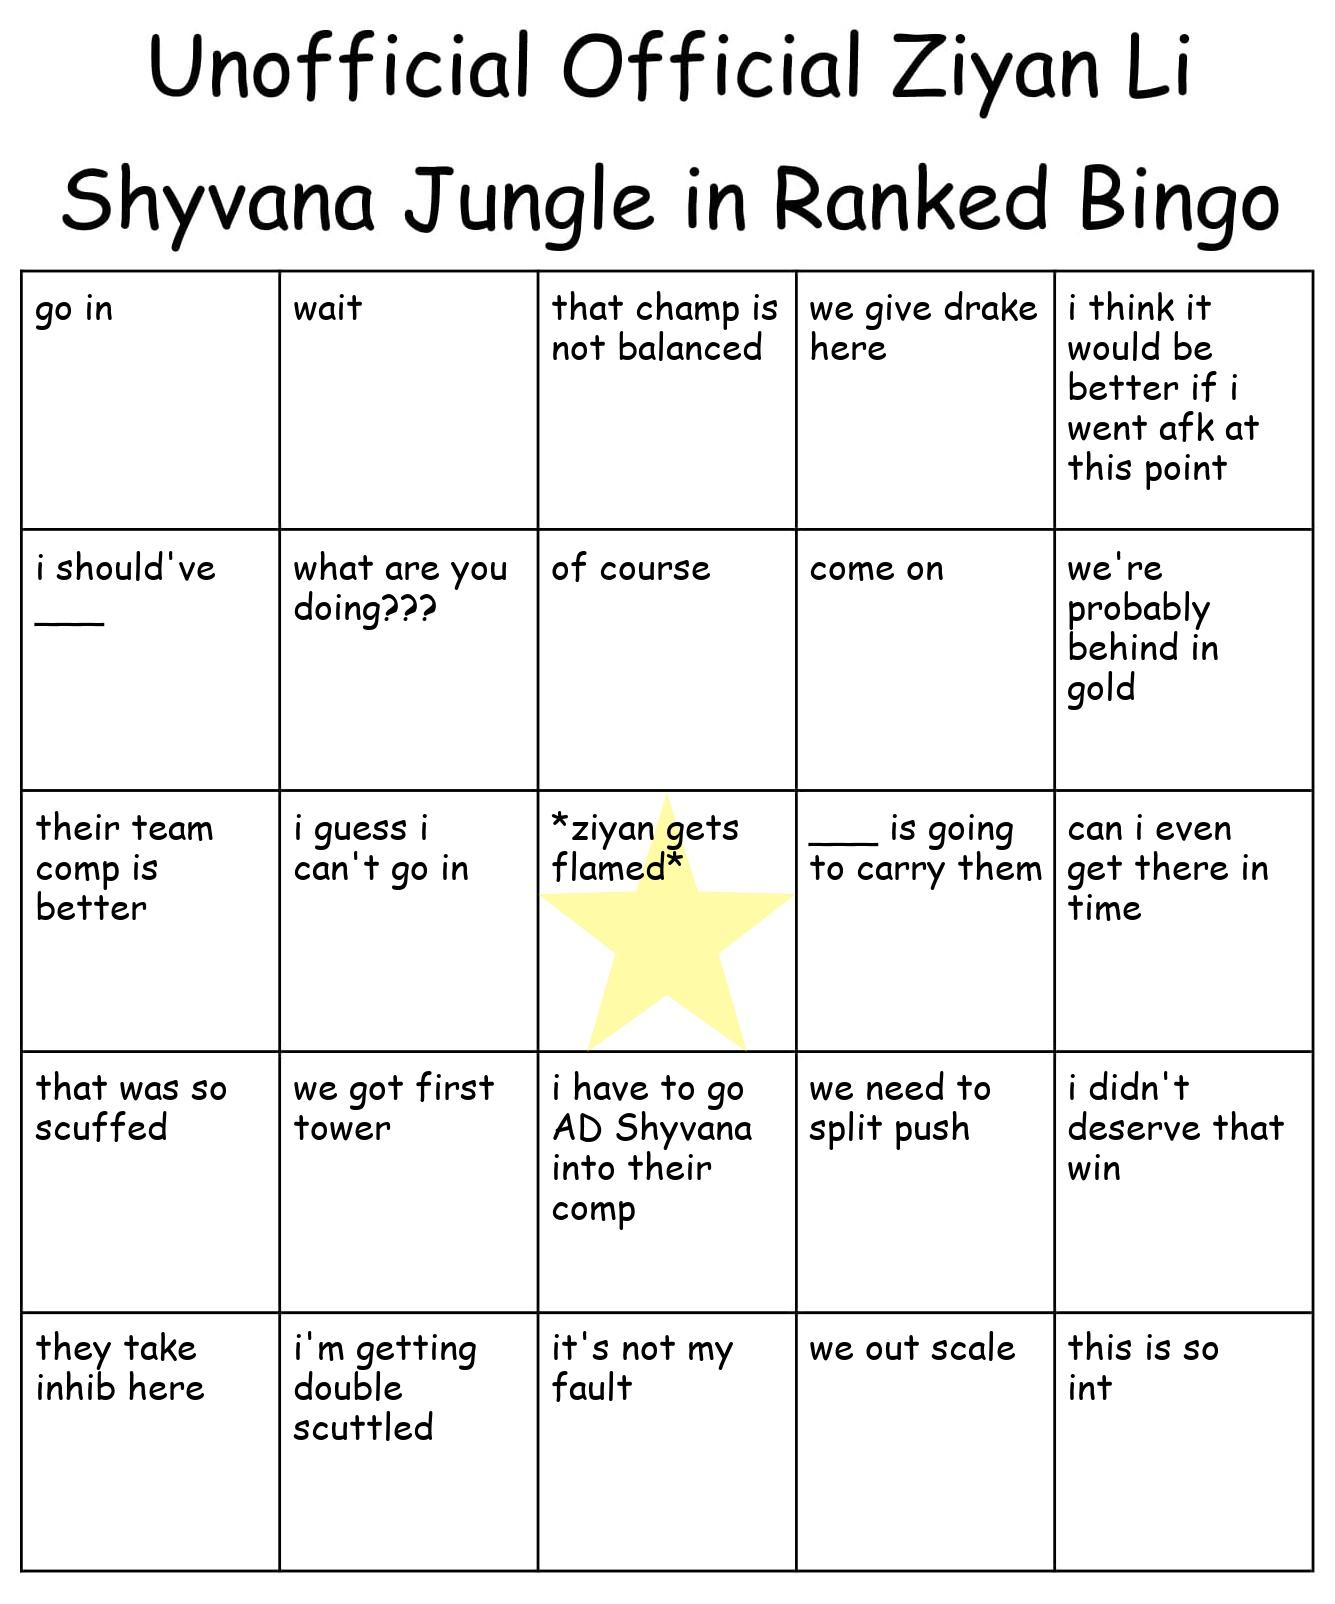 Unofficial Official Ziyan Li
Shyvana Jungle in Ranked Bingo
go in
wait
that champ is
not balanced
we give drake
here
i think it
would be
better if i
went afk at
this point
i should've
___
what are you
doing???
of course
come on
we're
probably
behind in
gold
their team
comp is
better
i guess i
can't go in
*ziyan gets
flamed*
___ is going
to carry them
can i even
get there in
time
that was so
scuffed
we got first
tower
i have to go
AD Shyvana
into their
comp
we need to
split push
i didn't
deserve that
win
they take
inhib here
i'm getting
double
scuttled
it's not my
fault
we out scale
this is so
int